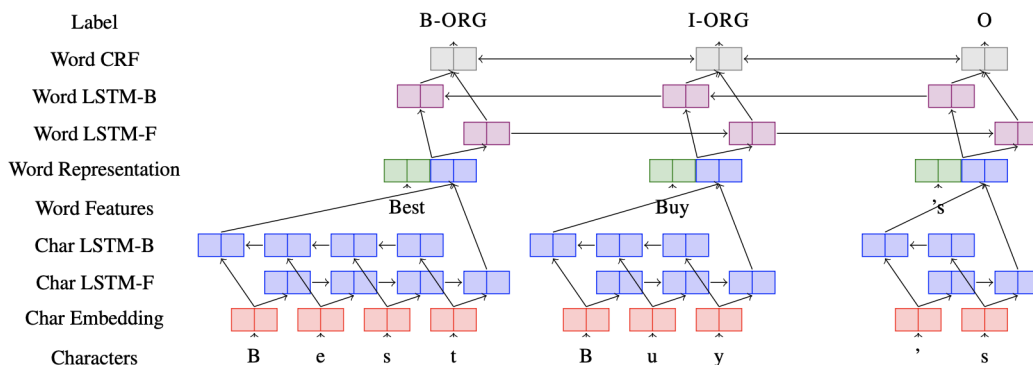 Label B-ORG I-ORG O
Word CRF
Word LSTM-B
Word LSTM-F
Word Representation
Word Features Best Buy 's
Char LSTM-B
Char LSTM-F
Char Embedding
Characters B e s t B u y ' s